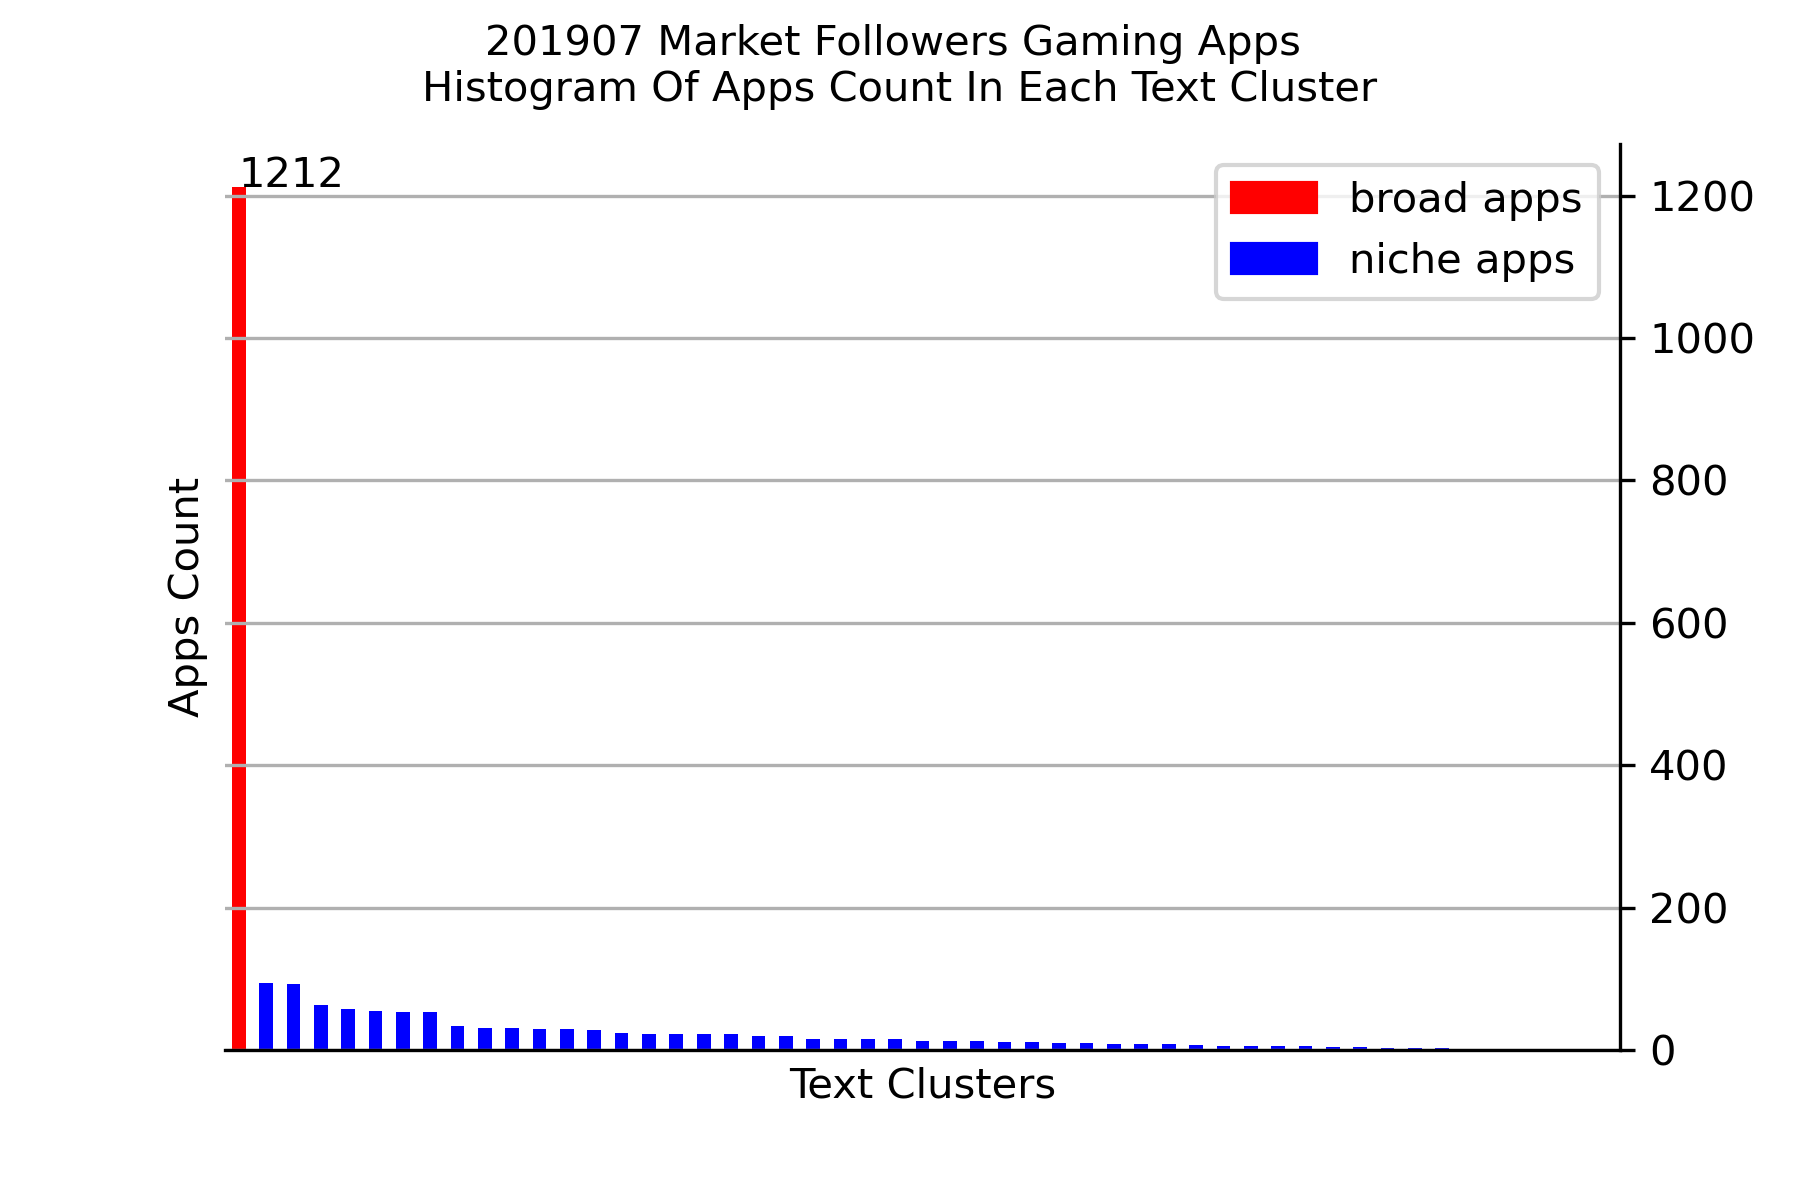 201907 Market Followers Gaming Apps
Histogram Of Apps Count In Each Text Cluster
1212
broad apps
niche apps
1200
1000
800
600
400
200
0
Apps Count
Text Clusters